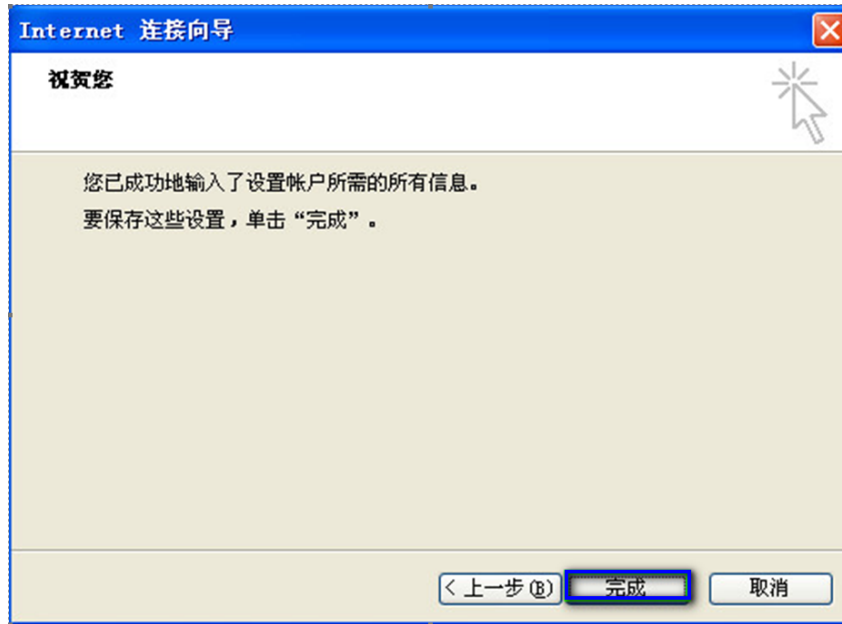 Internet 连接向导
祝贺您
您已成功地输入了设置帐户所需的所有信息。
要保存这些设置，单击“完成”。
< 上一步(B)
完成
取消